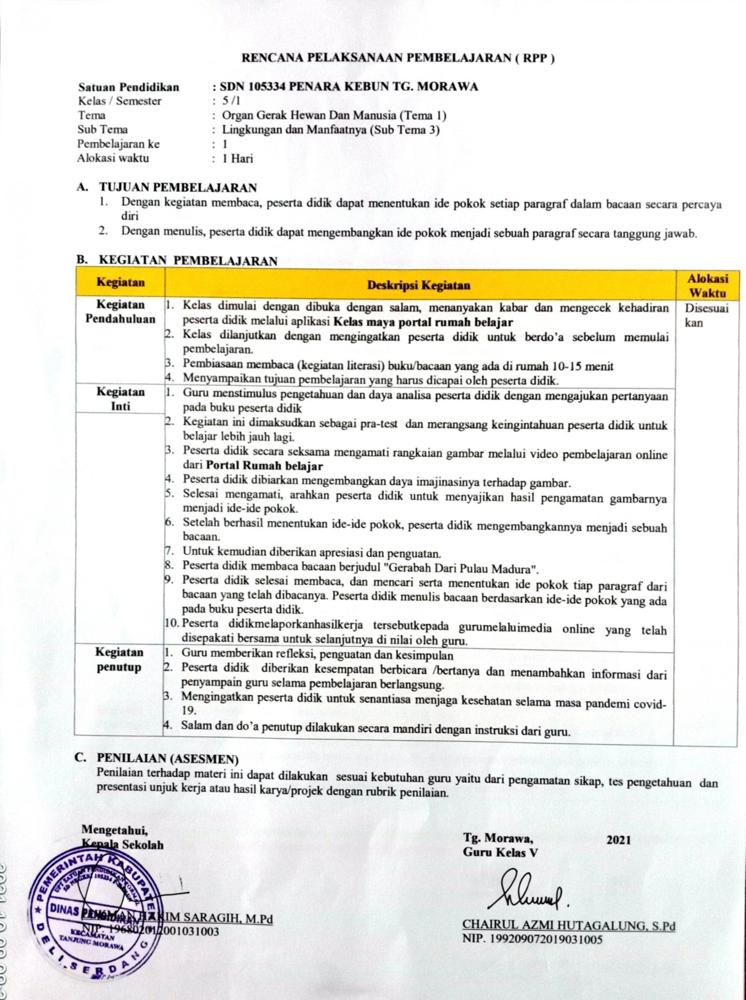 RENCANA PELAKSANAAN PEMBELAJARAN ( RPP )
Satuan Pendidikan : SDN 105334 PENARA KEBUN TG. MORAWA
Kelas / Semester : 5 /1
Tema : Organ Gerak Hewan Dan Manusia (Tema 1)
Sub Tema : Lingkungan dan Manfaatnya (Sub Tema 3)
Pembelajaran ke : 1
Alokasi waktu : 1 Hari
A. TUJUAN PEMBELAJARAN
1. Dengan kegiatan membaca, peserta didik dapat menentukan ide pokok setiap paragraf dalam bacaan secara percaya
diri
2. Dengan menulis, peserta didik dapat mengembangkan ide pokok menjadi sebuah paragraf secara tanggung jawab.
B. KEGIATAN PEMBELAJARAN
Kegiatan Deskripsi Kegiatan Alokasi
Waktu
Kegiatan
Pendahuluan
1. Kelas dimulai dengan dibuka dengan salam, menanyakan kabar dan mengecek kehadiran
peserta didik melalui aplikasi Kelas maya portal rumah belajar
2. Kelas dilanjutkan dengan mengingatkan peserta didik untuk berdo’a sebelum memulai
pembelajaran.
3. Pembiasaan membaca (kegiatan literasi) buku/bacaan yang ada di rumah 10-15 menit
4. Menyampaikan tujuan pembelajaran yang harus dicapai oleh peserta didik.
Disesuai
kan
Kegiatan
Inti
1. Guru menstimulus pengetahuan dan daya analisa peserta didik dengan mengajukan pertanyaan
pada buku peserta didik
2. Kegiatan ini dimaksudkan sebagai pra-test dan merangsang keingintahuan peserta didik untuk
belajar lebih jauh lagi.
3. Peserta didik secara seksama mengamati rangkaian gambar melalui video pembelajaran online
dari Portal Rumah belajar
4. Peserta didik dibiarkan mengembangkan daya imajinasinya terhadap gambar.
5. Selesai mengamati, arahkan peserta didik untuk menyajikan hasil pengamatan gambarnya
menjadi ide-ide pokok.
6. Setelah berhasil menentukan ide-ide pokok, peserta didik mengembangkannya menjadi sebuah
bacaan.
7. Untuk kemudian diberikan apresiasi dan penguatan.
8. Peserta didik membaca bacaan berjudul "Gerabah Dari Pulau Madura".
9. Peserta didik selesai membaca, dan mencari serta menentukan ide pokok tiap paragraf dari
bacaan yang telah dibacanya. Peserta didik menulis bacaan berdasarkan ide-ide pokok yang ada
pada buku peserta didik.
10. Peserta didikmelaporkanhasilkerja tersebutkepada gurumelaluimedia online yang telah
disepakati bersama untuk selanjutnya di nilai oleh guru.
Kegiatan
penutup
1. Guru memberikan refleksi, penguatan dan kesimpulan
2. Peserta didik diberikan kesempatan berbicara /bertanya dan menambahkan informasi dari
penyampain guru selama pembelajaran berlangsung.
3. Mengingatkan peserta didik untuk senantiasa menjaga kesehatan selama masa pandemi covid-
19.
4. Salam dan do’a penutup dilakukan secara mandiri dengan instruksi dari guru.
C. PENILAIAN (ASESMEN)
Penilaian terhadap materi ini dapat dilakukan sesuai kebutuhan guru yaitu dari pengamatan sikap, tes pengetahuan dan
presentasi unjuk kerja atau hasil karya/projek dengan rubrik penilaian.
Mengetahui,
Kepala Sekolah
PEMERINTAH KABUPATEN
UPT SATUAN PENDIDIKAN FORMAL
SD NEGERI 105334
DINAS PENDIDIKAN
KECAMATAN
TANJUNG MORAWA
DELI SERDANG
HAKIM SARAGIH, M.Pd
NIP. 196802012001031003
Tg. Morawa, 2021
Guru Kelas V
CHAIRUL AZMI HUTAGALUNG, S.Pd
NIP. 199209072019031005